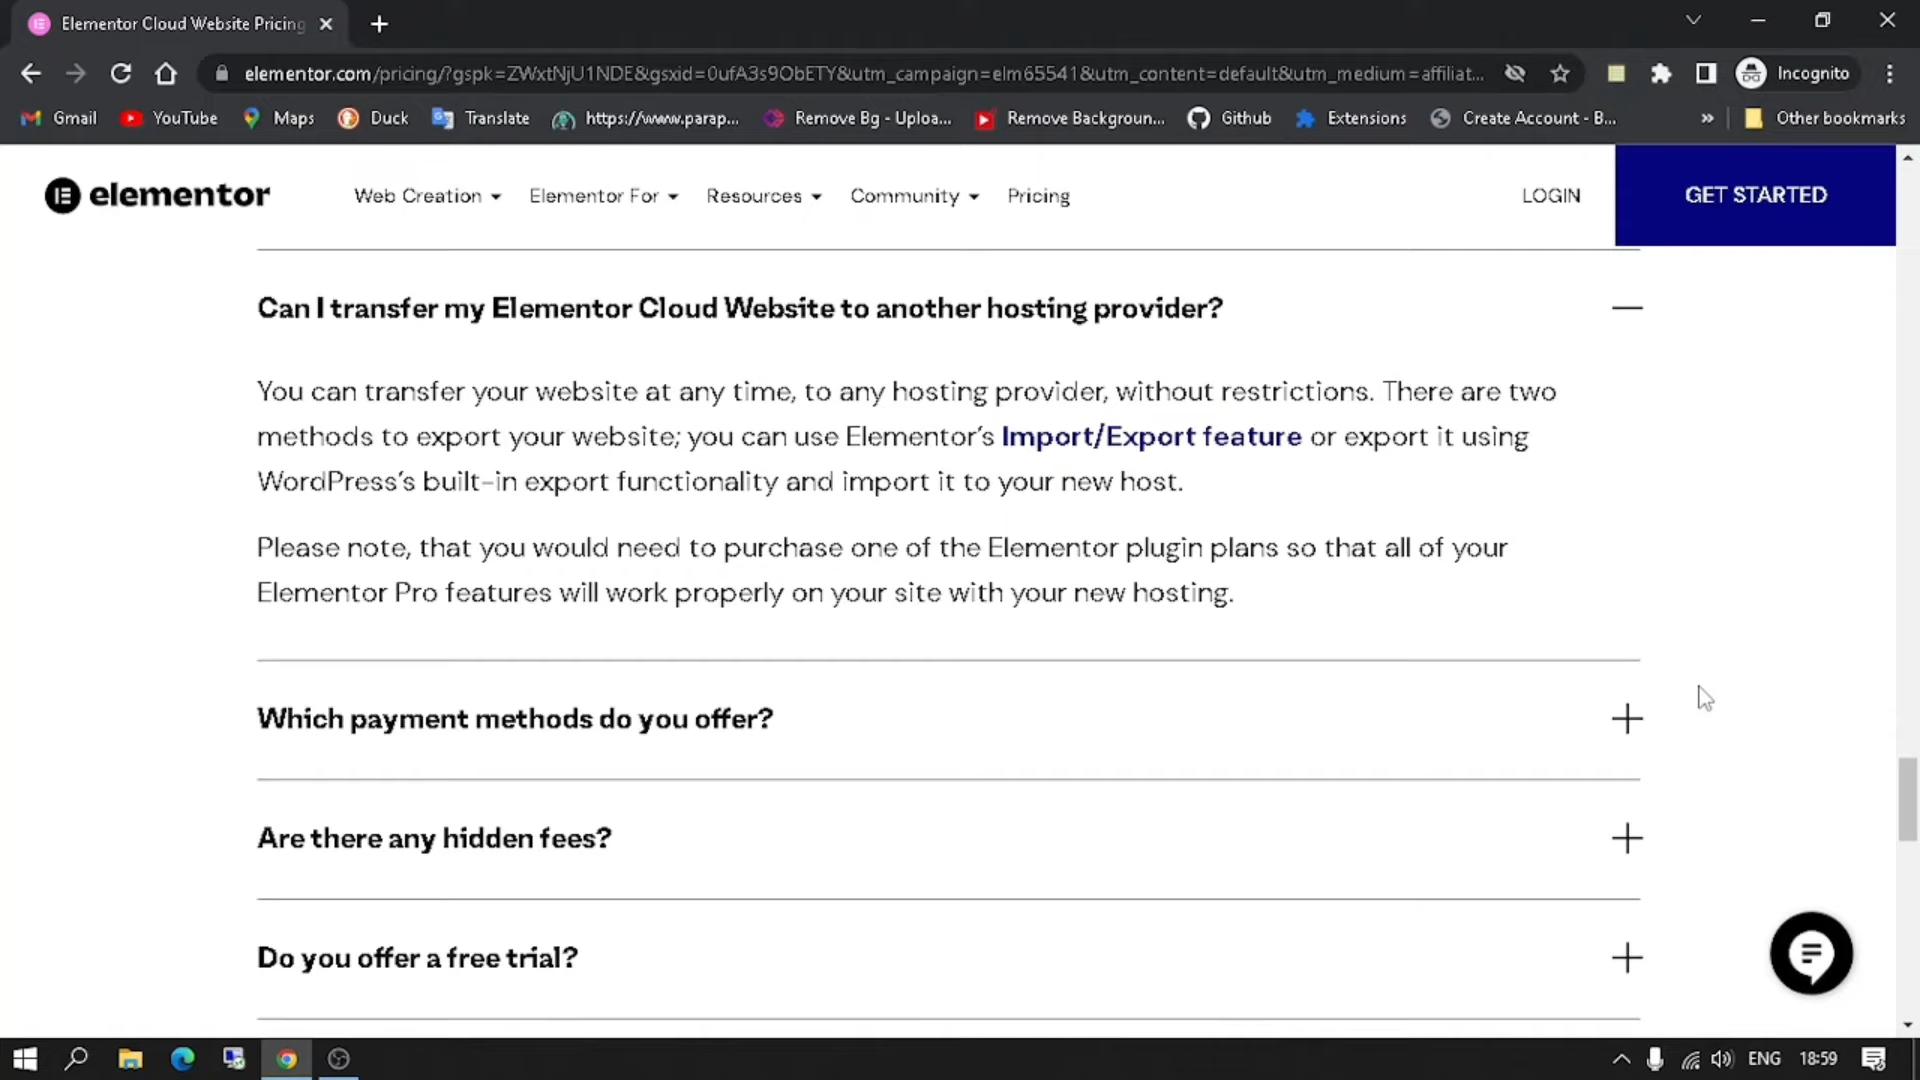 Elementor Cloud Website Pricing
elementor.com/pricing/?gspk=ZWxtNjU1NDE&gsxid=0ufA3s9ObETY&utm_campaign=elm65541&utm_content=default&utm_medium=affiliat...
Incognito
Gmail
YouTube
Maps
Duck
Translate
https://www.parap...
Remove Bg - Uploa...
Remove Backgroun...
Github
Extensions
Create Account - B...
»
Other bookmarks
elementor
Web Creation
Elementor For
Resources
Community
Pricing
LOGIN
GET STARTED
Can I transfer my Elementor Cloud Website to another hosting provider?
You can transfer your website at any time, to any hosting provider, without restrictions. There are two
methods to export your website; you can use Elementor's Import/Export feature or export it using
WordPress's built-in export functionality and import it to your new host.
Please note, that you would need to purchase one of the Elementor plugin plans so that all of your
Elementor Pro features will work properly on your site with your new hosting.
Which payment methods do you offer?
Are there any hidden fees?
Do you offer a free trial?
ENG
18:59